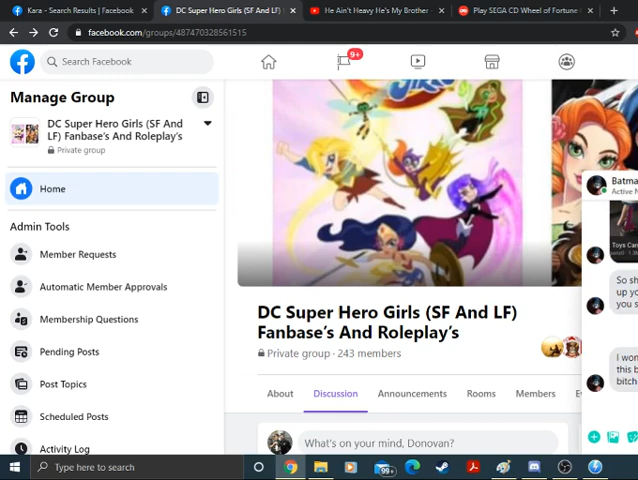 Kara - Search Results | Facebook
DC Super Hero Girls (SF And LF)
He Ain't Heavy He's My Brother
Play SEGA CD Wheel of Fortune
facebook.com/groups/487470328561515
Search Facebook
9+
Manage Group
DC Super Hero Girls (SF And
LF) Fanbase's And Roleplay's
Private group
Home
Admin Tools
Member Requests
Automatic Member Approvals
Membership Questions
Pending Posts
Post Topics
Scheduled Posts
Activity Log
DC Super Hero Girls (SF And LF)
Fanbase's And Roleplay's
Private group · 243 members
About
Discussion
Announcements
Rooms
Members
What's on your mind, Donovan?
Batma
Active N
Toys Can
So sh
up yo
you s
I won
this b
bitch
Type here to search
99+